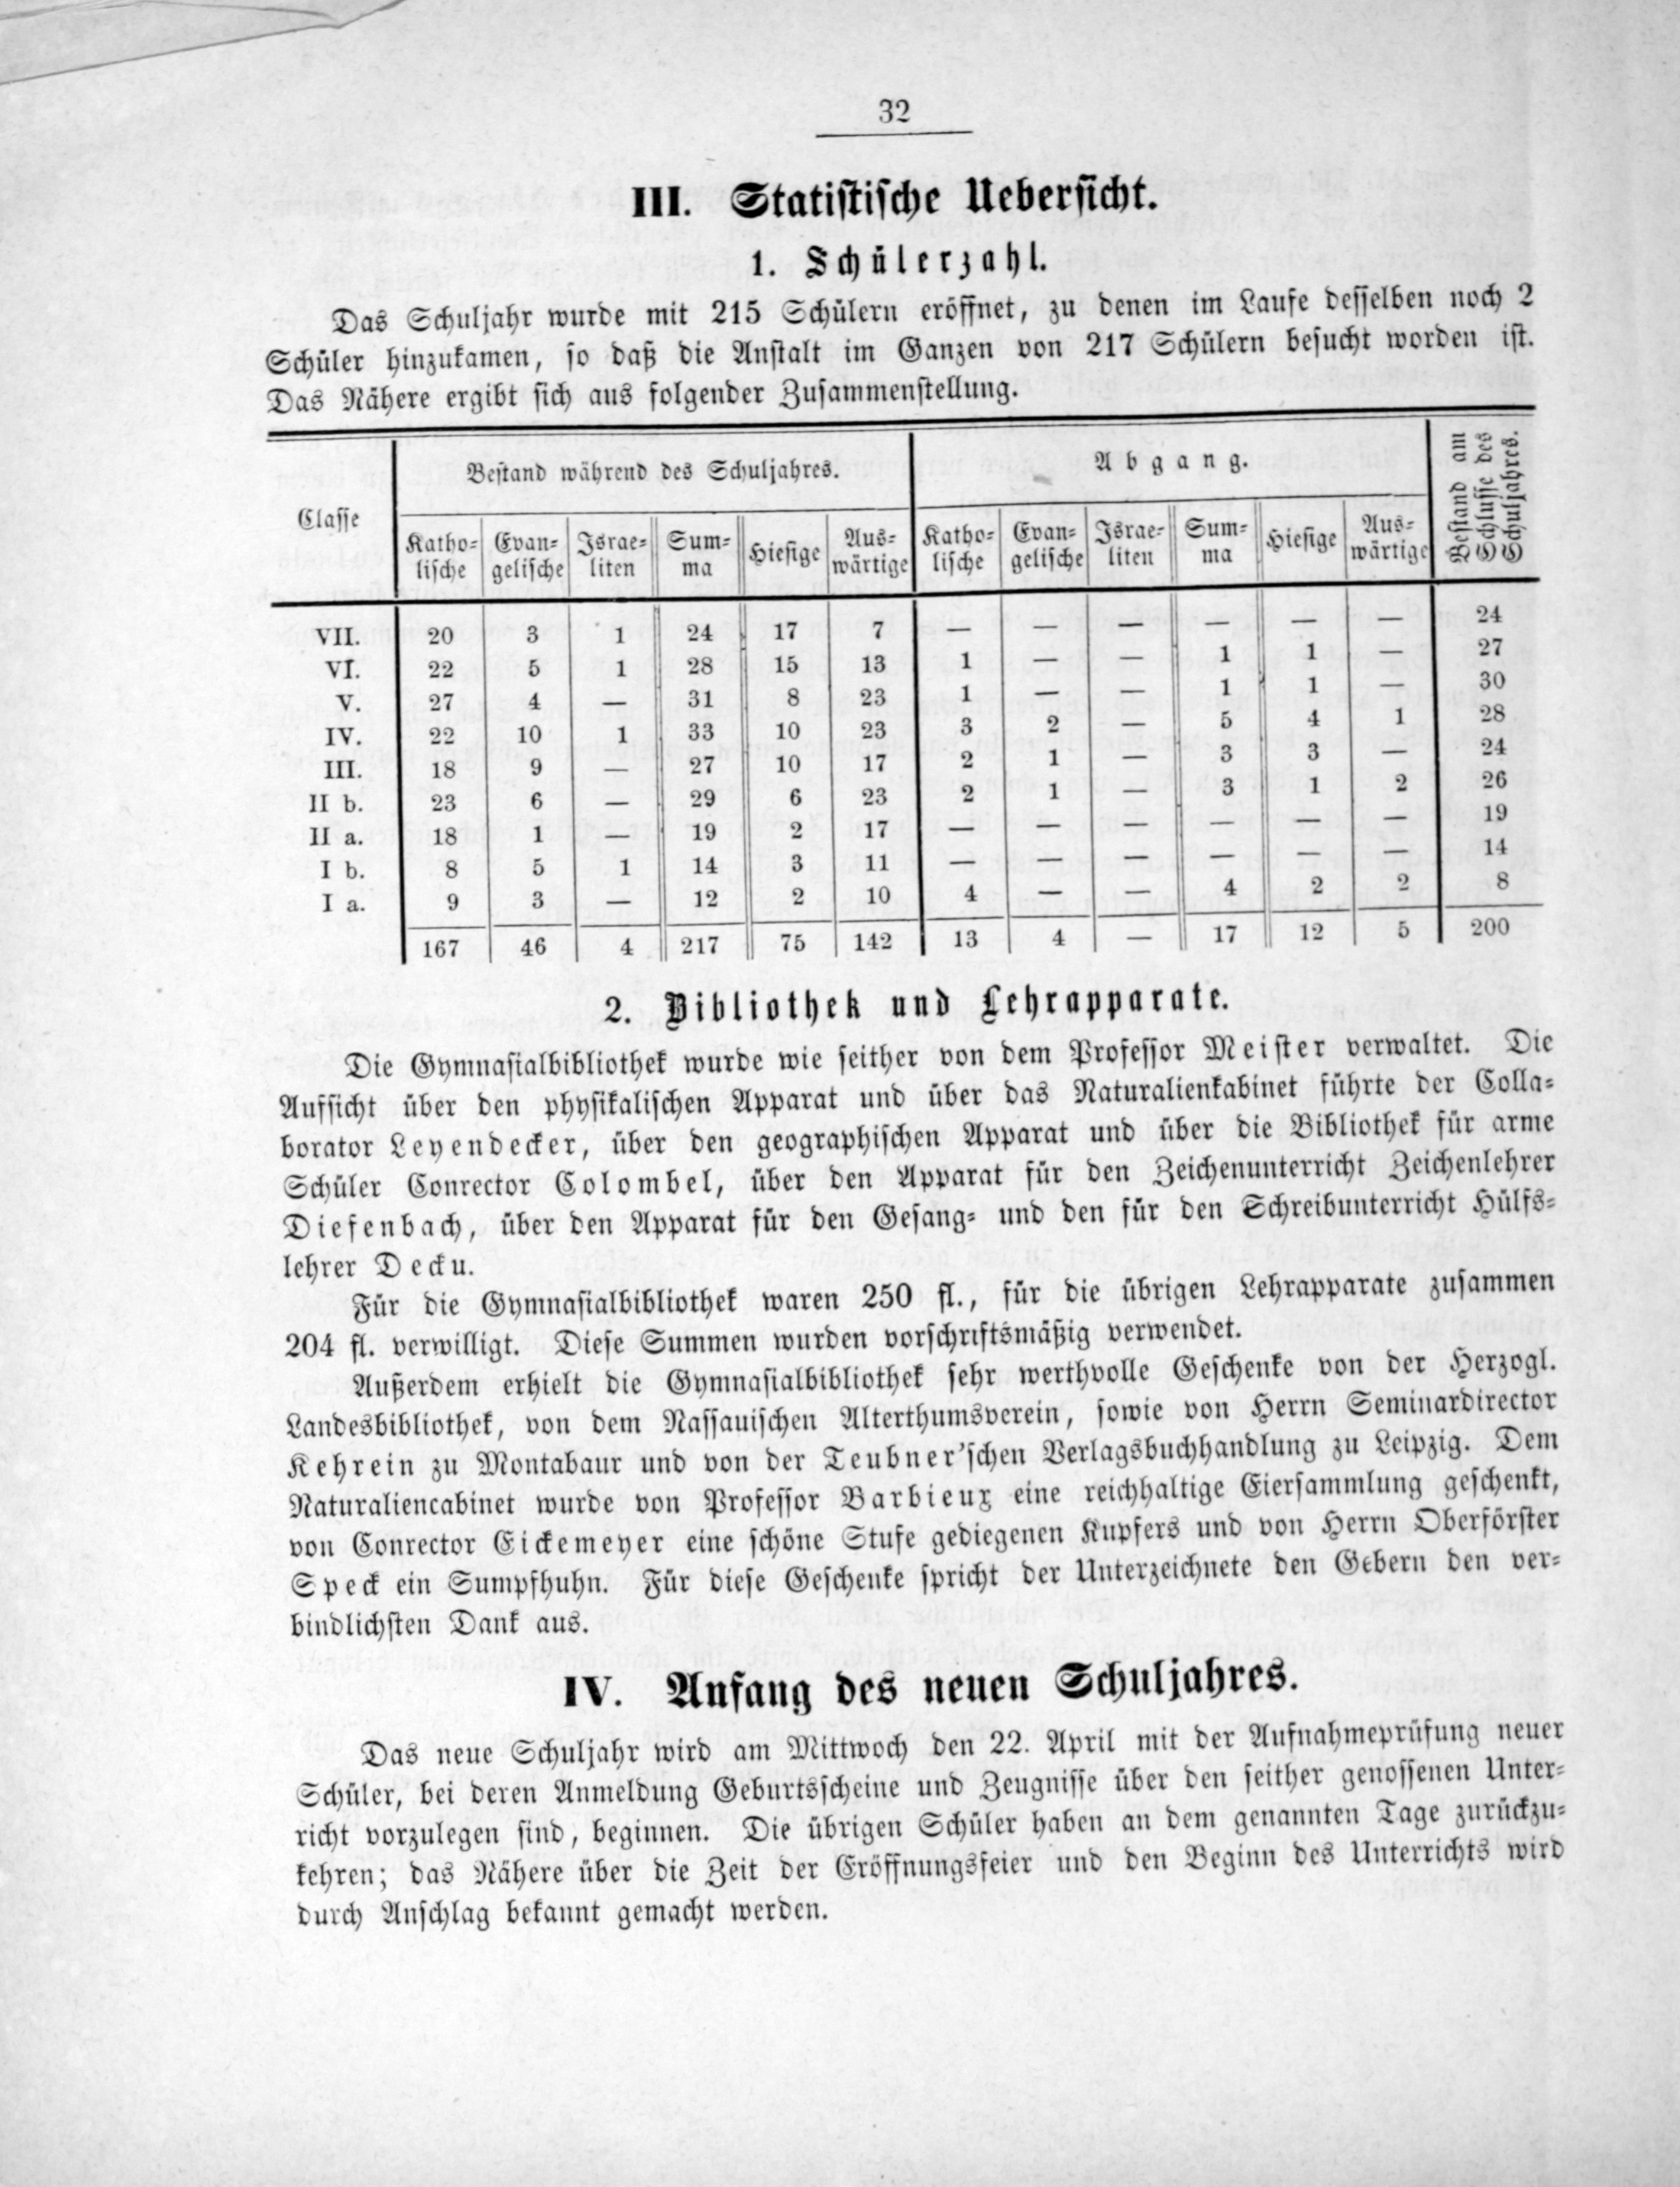 32
III. Statistische Uebersicht.
1. Schülerzahl.
Das Schuljahr wurde mit 215 Schülern eröffnet, zu denen im Laufe desselben noch 2
Schüler hinzukamen, so daß die Anstalt im Ganzen von 217 Schülern besucht worden ist.
Das Nähere ergibt sich aus folgender Zusammenstellung.
Classe | Bestand während des Schuljahres. | Abgang. | Bestand am Schlusse des Schuljahres.
Katho-lische | Evan-gelische | Israe-liten | Sum-ma | Hiesige | Aus-wärtige | Katho-lische | Evan-gelische | Israe-liten | Sum-ma | Hiesige | Aus-wärtige
VII. 20 3 1 24 17 7 — — — — — — 24
VI. 22 5 1 28 15 13 1 — — 1 1 — 27
V. 27 4 — 31 8 23 1 — — 1 1 — 30
IV. 22 10 1 33 10 23 3 2 — 5 4 1 28
III. 18 9 — 27 10 17 2 1 — 3 3 — 24
II b. 23 6 — 29 6 23 2 1 — 3 1 2 26
II a. 18 1 — 19 2 17 — — — — — — 19
I b. 8 5 1 14 3 11 — — — — — — 14
I a. 9 3 — 12 2 10 4 — — 4 2 2 8
167 46 4 217 75 142 13 4 — 17 12 5 200
2. Bibliothek und Lehrapparate.
Die Gymnasialbibliothek wurde wie seither von dem Professor Meister verwaltet. Die
Aufsicht über den physikalischen Apparat und über das Naturalienkabinet führte der Colla-
borator Leyendecker, über den geographischen Apparat und über die Bibliothek für arme
Schüler Conrector Colombel, über den Apparat für den Zeichenunterricht Zeichenlehrer
Diefenbach, über den Apparat für den Gesang- und den für den Schreibunterricht Hülfs-
lehrer Decku.
Für die Gymnasialbibliothek waren 250 fl., für die übrigen Lehrapparate zusammen
204 fl. verwilligt. Diese Summen wurden vorschriftsmäßig verwendet.
Außerdem erhielt die Gymnasialbibliothek sehr werthvolle Geschenke von der Herzogl.
Landesbibliothek, von dem Nassauischen Alterthumsverein, sowie von Herrn Seminardirector
Kehrein zu Montabaur und von der Teubner'schen Verlagsbuchhandlung zu Leipzig. Dem
Naturaliencabinet wurde von Professor Barbieux eine reichhaltige Eiersammlung geschenkt,
von Conrector Eickemeyer eine schöne Stufe gediegenen Kupfers und von Herrn Oberförster
Speck ein Sumpfhuhn. Für diese Geschenke spricht der Unterzeichnete den Gebern den ver-
bindlichsten Dank aus.
IV. Anfang des neuen Schuljahres.
Das neue Schuljahr wird am Mittwoch den 22. April mit der Aufnahmeprüfung neuer
Schüler, bei deren Anmeldung Geburtsscheine und Zeugnisse über den seither genossenen Unter-
richt vorzulegen sind, beginnen. Die übrigen Schüler haben an dem genannten Tage zurückzu-
kehren; das Nähere über die Zeit der Eröffnungsfeier und den Beginn des Unterrichts wird
durch Anschlag bekannt gemacht werden.